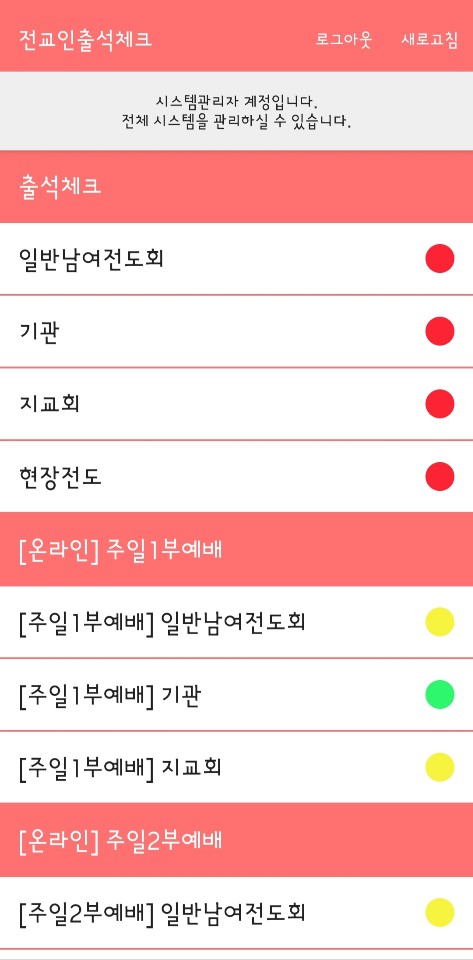 전교인출석체크 로그아웃 새로고침
시스템관리자 계정입니다.
전체 시스템을 관리하실 수 있습니다.
출석체크
일반남여전도회
기관
지교회
현장전도
[온라인] 주일1부예배
[주일1부예배] 일반남여전도회
[주일1부예배] 기관
[주일1부예배] 지교회
[온라인] 주일2부예배
[주일2부예배] 일반남여전도회